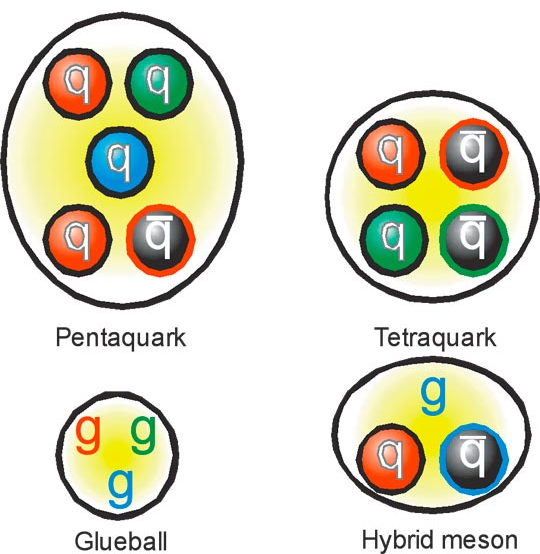 q q
q
q q̅
Pentaquark
q q̅
q q̅
Tetraquark
g g
g
Glueball
g
q q̅
Hybrid meson